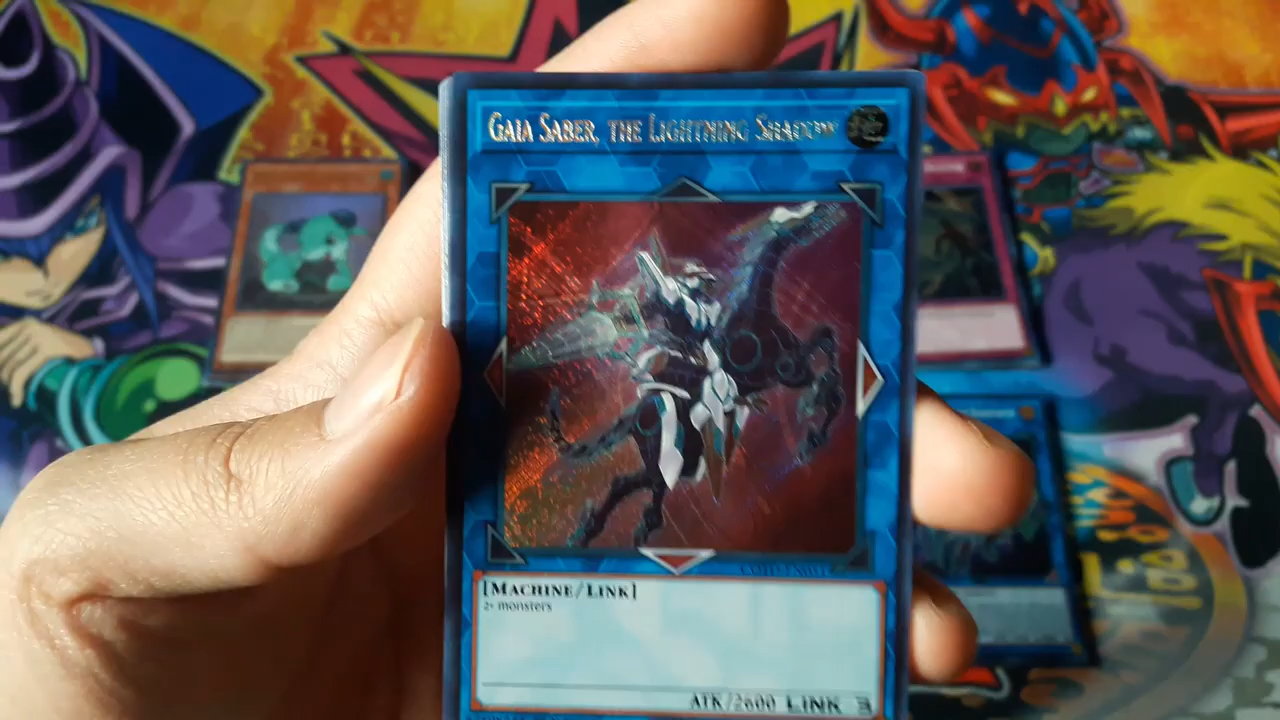 GAIA SABER, THE LIGHTNING SHADOW
[MACHINE/LINK]
2+ monsters
ATK/2600 LINK-3